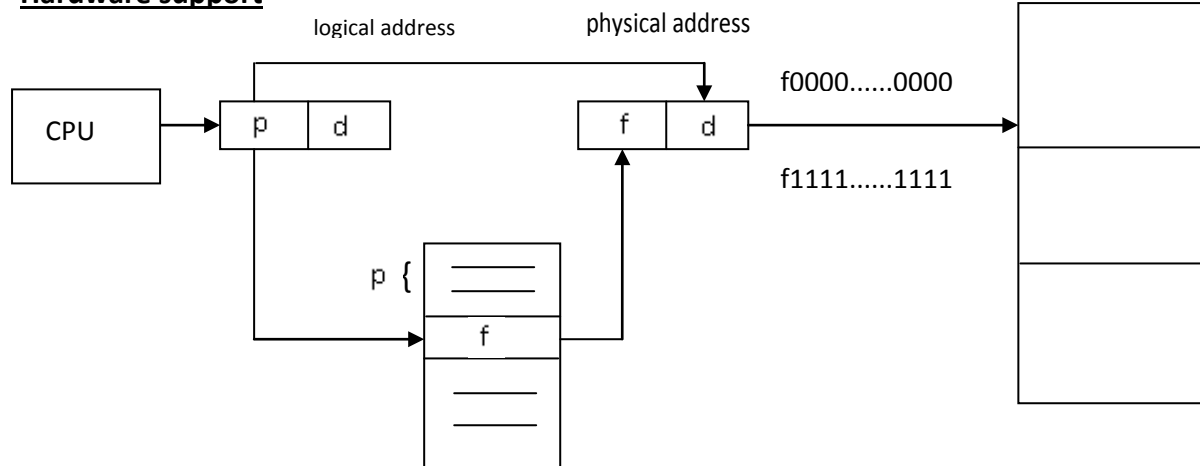 Hardware support
logical address
physical address
CPU
p d
f d
f0000......0000
f1111......1111
p {
f